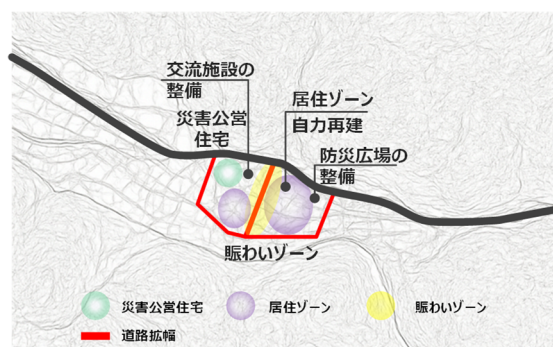 交流施設の
整備
災害公営
住宅
居住ゾーン
自力再建
防災広場の
整備
賑わいゾーン
災害公営住宅
居住ゾーン
賑わいゾーン
道路拡幅